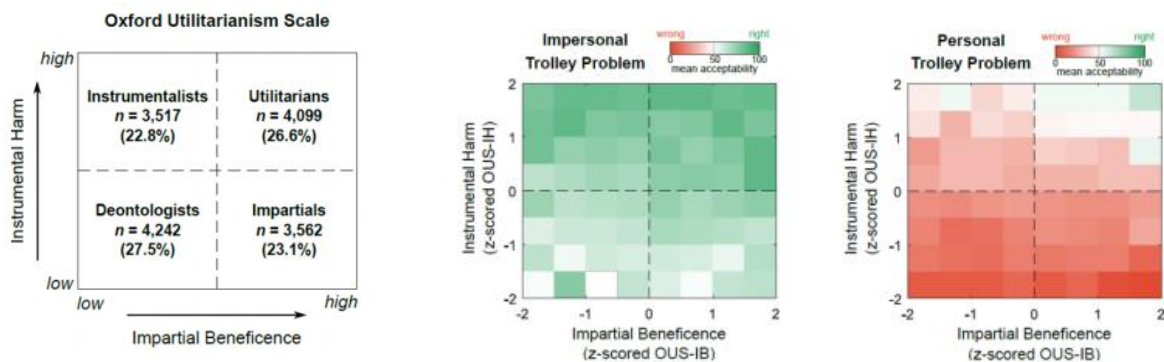 Oxford Utilitarianism Scale
high
Instrumentalists
n = 3,517
(22.8%)
Utilitarians
n = 4,099
(26.6%)
Deontologists
n = 4,242
(27.5%)
Impartials
n = 3,562
(23.1%)
Instrumental Harm
low
low
high
Impartial Beneficence
Impersonal
Trolley Problem
wrong
right
0
50
100
mean acceptability
2
1
0
-1
-2
Instrumental Harm
(z-scored OUS-IH)
-2
-1
0
1
2
Impartial Beneficence
(z-scored OUS-IB)
Personal
Trolley Problem
wrong
right
0
50
100
mean acceptability
2
1
0
-1
-2
Instrumental Harm
(z-scored OUS-IH)
-2
-1
0
1
2
Impartial Beneficence
(z-scored OUS-IB)